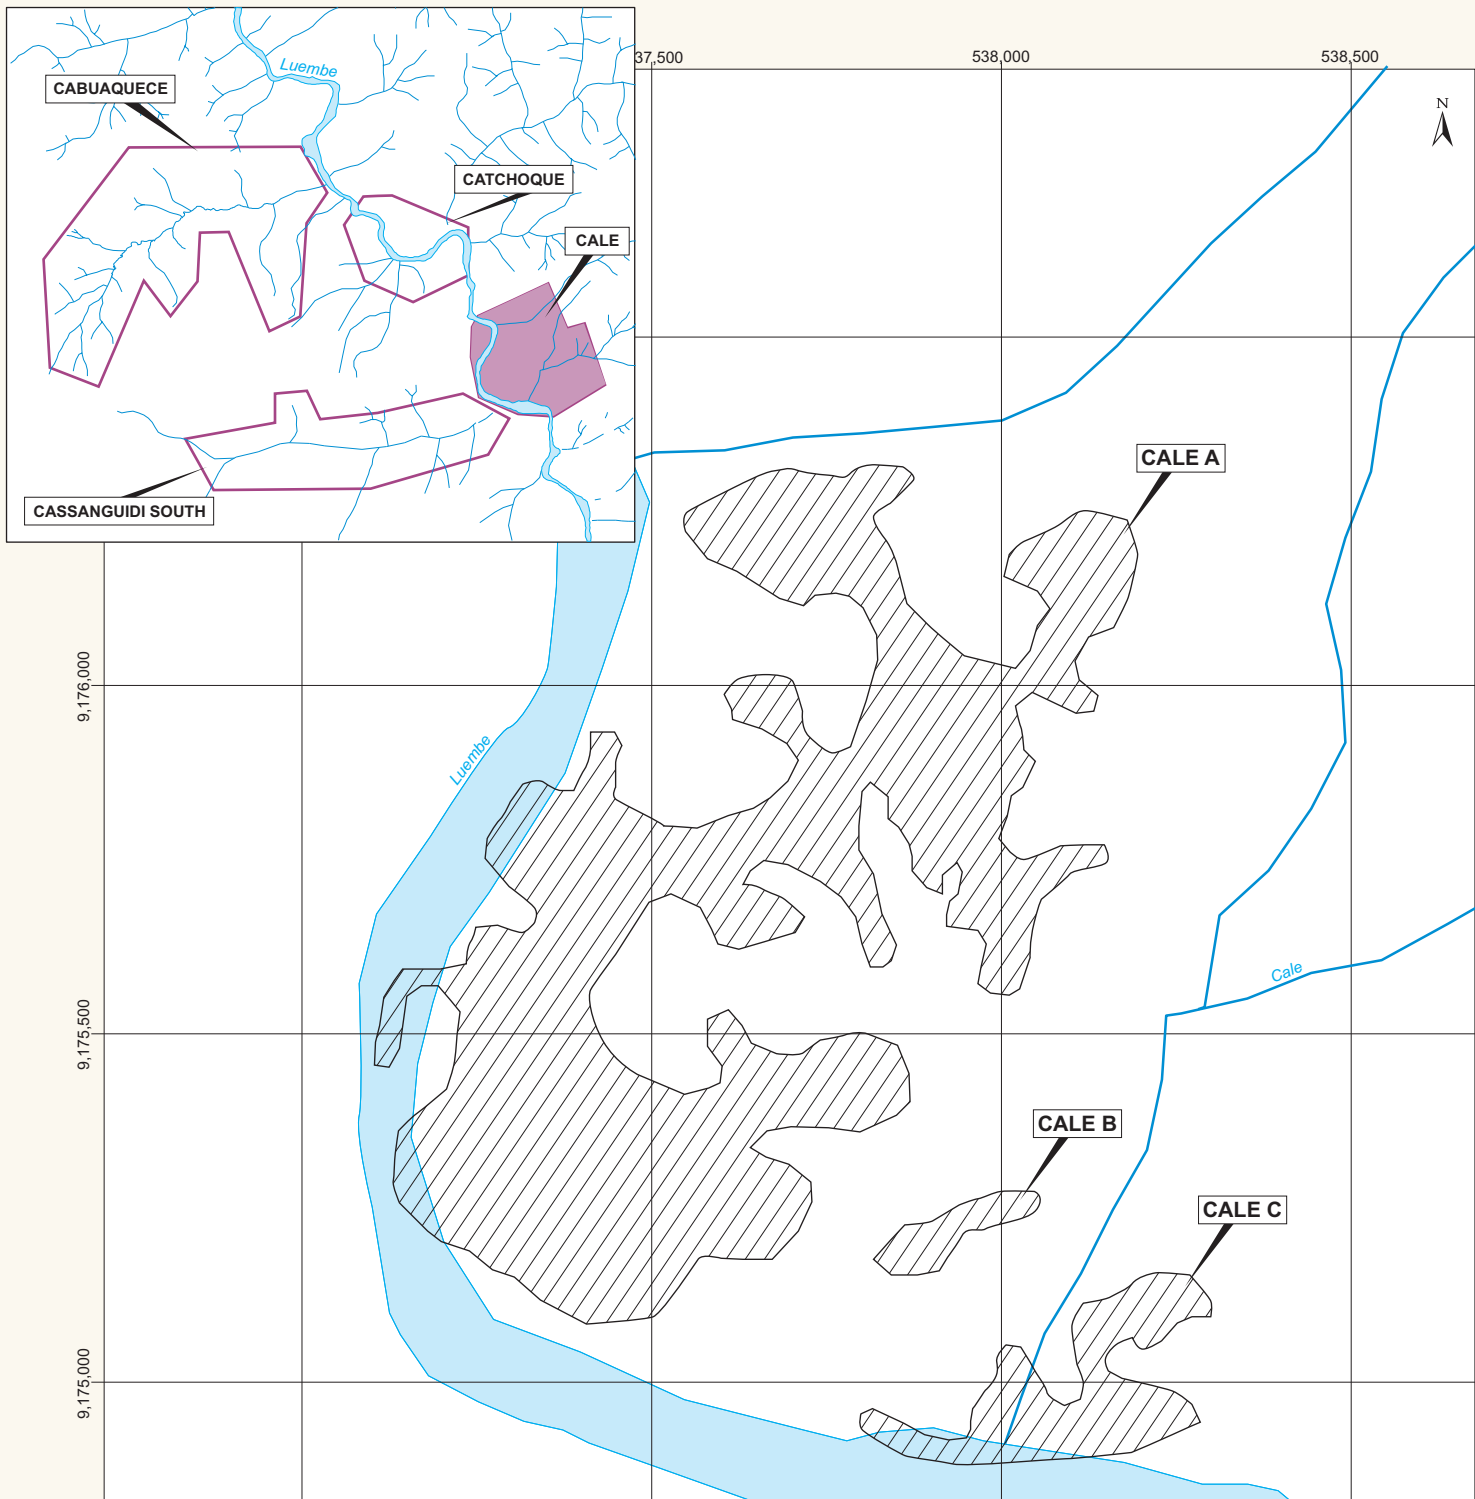 Luembe
CABUAQUECE
CATCHOQUE
CALE
CASSANGUIDI SOUTH
37,500
538,000
538,500
N
CALE A
9,176,000
Luembe
Cale
9,175,500
CALE B
CALE C
9,175,000